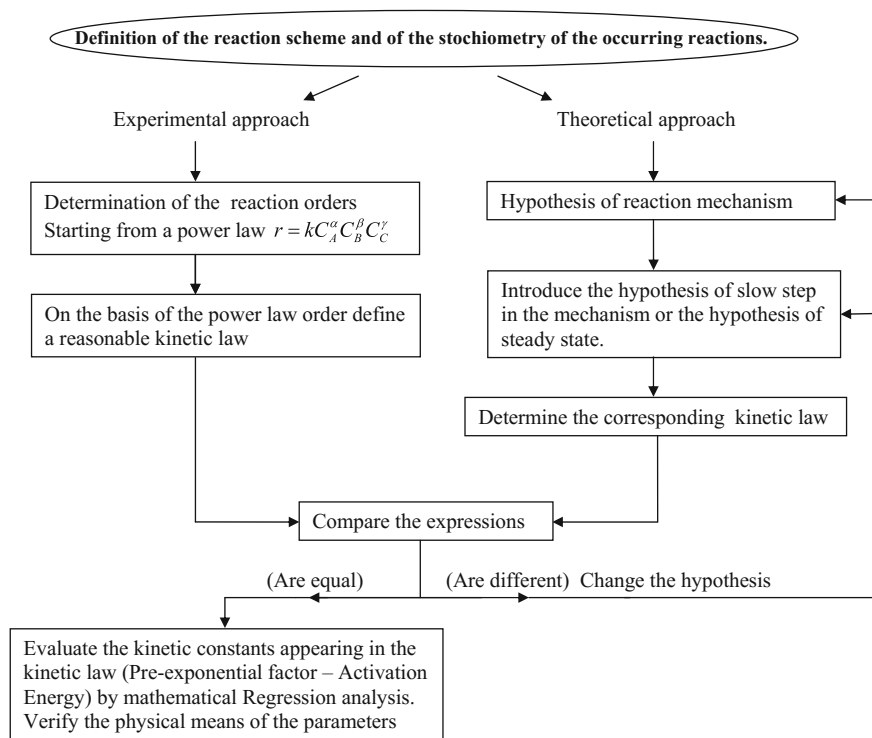 Definition of the reaction scheme and of the stochiometry of the occurring reactions.
Experimental approach
Theoretical approach
Determination of the  reaction orders
Starting from a power law  $r = kC_A^{\alpha} C_B^{\beta} C_C^{\gamma}$
Hypothesis of reaction mechanism
On the basis of the power law order define
a reasonable kinetic law
Introduce the hypothesis of slow step
in the mechanism or the hypothesis of
steady state.
Determine the corresponding  kinetic law
Compare the expressions
(Are equal)
(Are different)  Change the hypothesis
Evaluate the kinetic constants appearing in the
kinetic law (Pre-exponential factor – Activation
Energy) by mathematical Regression analysis.
Verify the physical means of the parameters